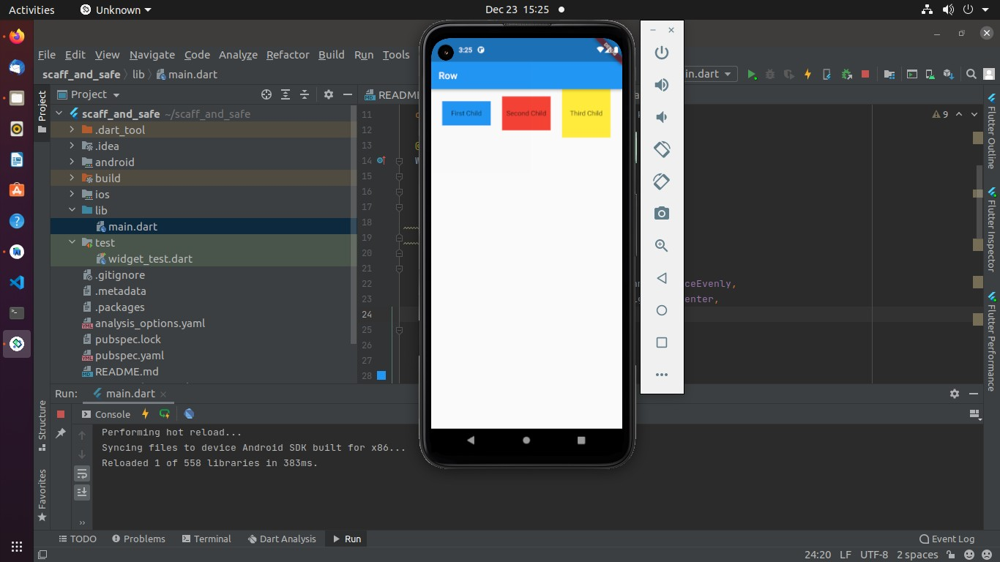 Activities
Unknown
Dec 23 15:25
File Edit View Navigate Code Analyze Refactor Build Run Tools
scaff_and_safe lib main.dart
in.dart
Project
README
scaff_and_safe ~/scaff_and_safe
.dart_tool
.idea
android
build
ios
lib
main.dart
test
widget_test.dart
.gitignore
.metadata
.packages
analysis_options.yaml
pubspec.lock
pubspec.yaml
README.md
Project
Structure
Favorites
11
12
13
14
15
16
17
18
19
20
21
22
23
24
25
26
27
28
ceEvenly,
enter,
9
3:25
Row
First Child
Second Child
Third Child
Flutter Outline
Flutter Inspector
Flutter Performance
Run: main.dart
Console
Performing hot reload...
Syncing files to device Android SDK built for x86...
Reloaded 1 of 558 libraries in 383ms.
TODO Problems Terminal Dart Analysis Run Event Log
24:20 LF UTF-8 2 spaces